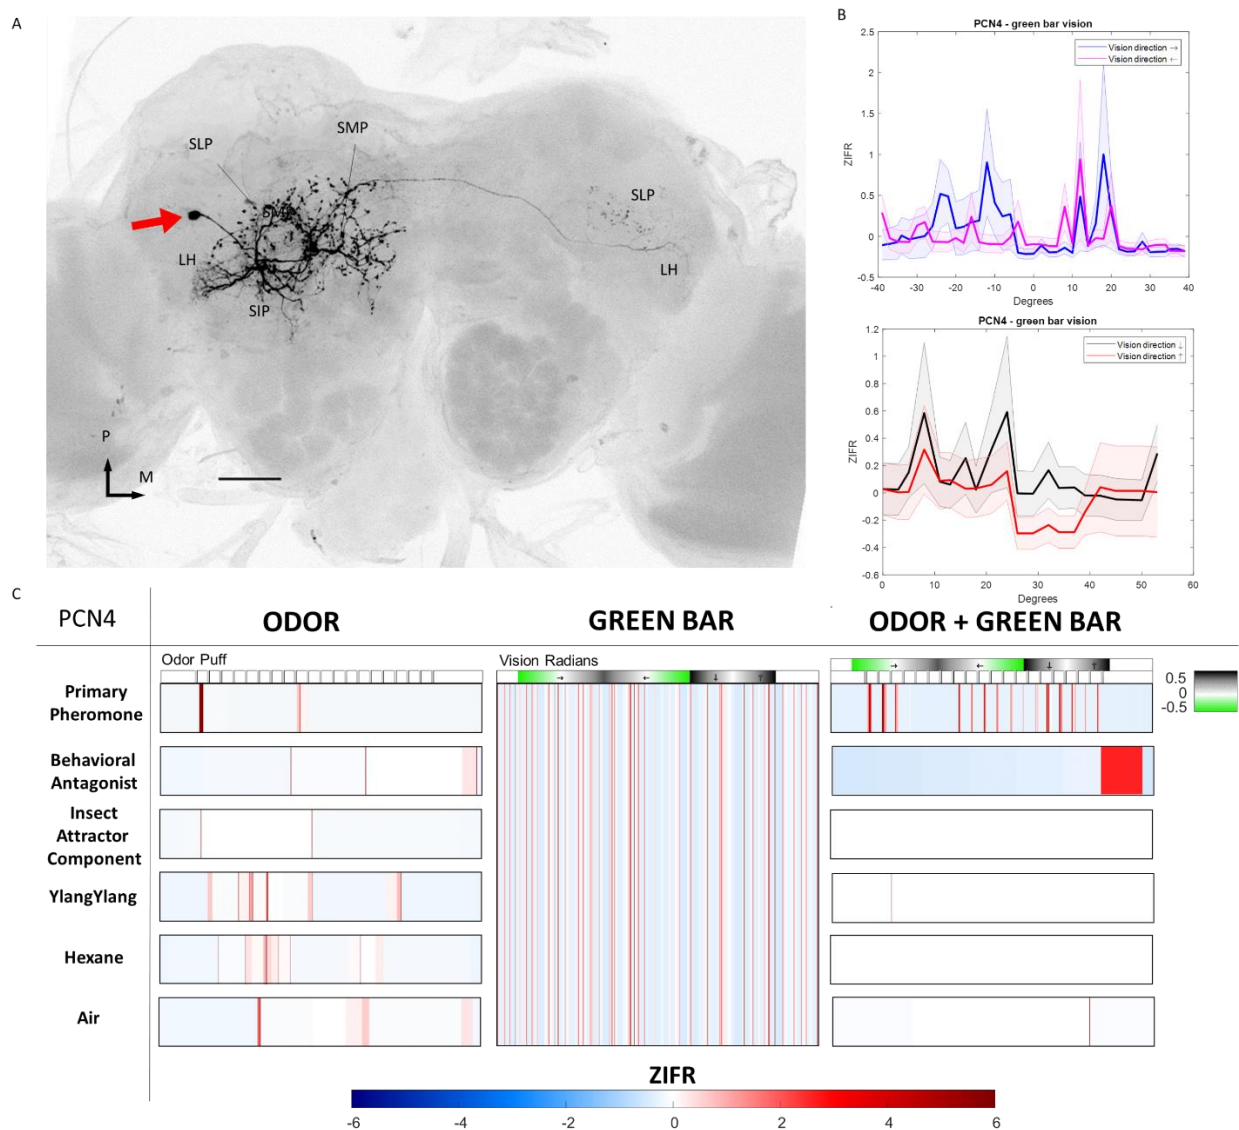 A
SLP
SMP
SMP
SLP
LH
LH
SIP
P
M
B
PCN4 - green bar vision
Vision direction →
Vision direction ←
2.5
2
1.5
1
0.5
0
-0.5
ZIFR
-40 -30 -20 -10 0 10 20 30 40
Degrees
PCN4 - green bar vision
Vision direction ↓
Vision direction ↑
1.2
1
0.8
0.6
0.4
0.2
0
-0.2
-0.4
-0.6
ZIFR
0 10 20 30 40 50 60
Degrees
C
PCN4
ODOR
GREEN BAR
ODOR + GREEN BAR
Odor Puff
Vision Radians
→ ← ↓ ↑
→ ← ↓ ↑
0.5
0
-0.5
Primary
Pheromone
Behavioral
Antagonist
Insect
Attractor
Component
YlangYlang
Hexane
Air
ZIFR
-6 -4 -2 0 2 4 6